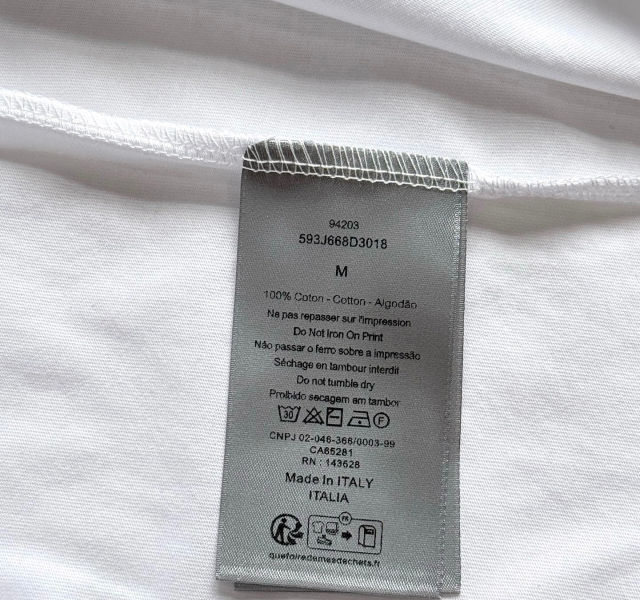 94203
593J668D3018
M
100% Coton - Cotton - Algodão
Ne pas repasser sur l'impression
Do Not Iron On Print
Não passar o ferro sobre a impressão
Séchage en tambour interdit
Do not tumble dry
Proibido secagem em tambor
30 F
CNPJ 02-046-366/0003-99
CA65281
RN : 143628
Made In ITALY
ITALIA
FR
quefairedemesdechets.fr